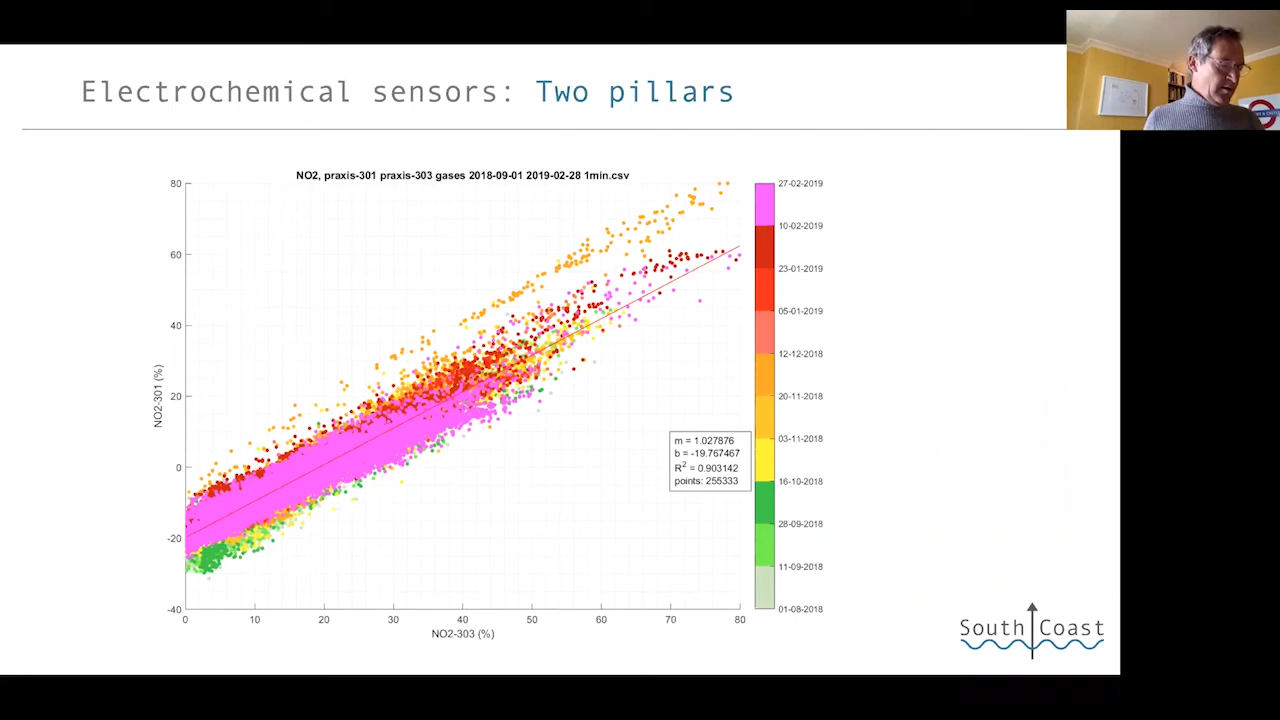 Electrochemical sensors: Two pillars
NO2, praxis-301 praxis-303 gases 2018-09-01 2019-02-28 1min.csv
80
60
40
20
0
-20
-40
NO2-301 (%)
0 10 20 30 40 50 60 70 80
NO2-303 (%)
m = 1.027876
b = -19.767467
R2 = 0.903142
points: 255333
27-02-2019
10-02-2019
23-01-2019
05-01-2019
12-12-2018
20-11-2018
03-11-2018
16-10-2018
28-09-2018
11-09-2018
01-08-2018
South Coast